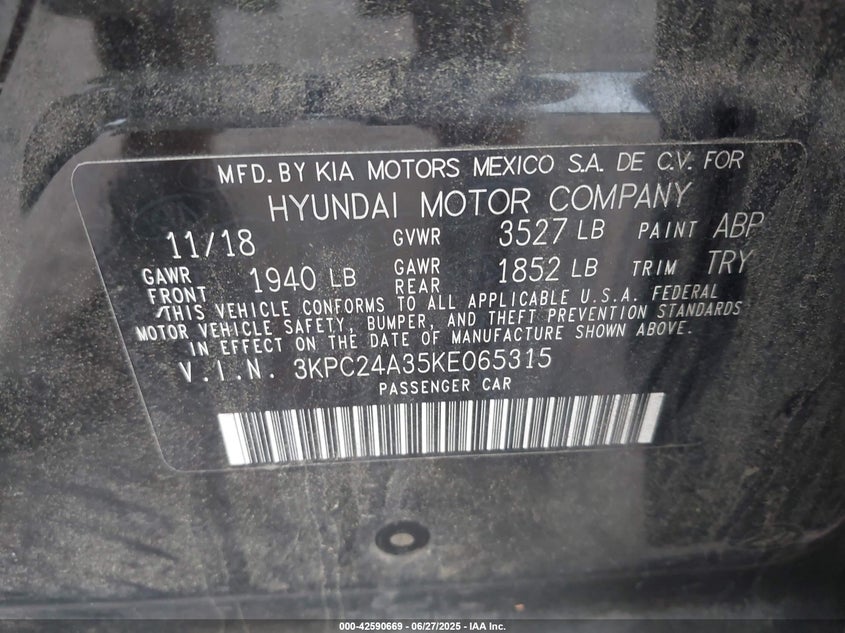 MFD. BY KIA MOTORS MEXICO S.A. DE C.V. FOR
HYUNDAI MOTOR COMPANY
11/18 GVWR 3527 LB PAINT ABP
GAWR FRONT 1940 LB GAWR REAR 1852 LB TRIM TRY
THIS VEHICLE CONFORMS TO ALL APPLICABLE U.S.A. FEDERAL
MOTOR VEHICLE SAFETY, BUMPER, AND THEFT PREVENTION STANDARDS
IN EFFECT ON THE DATE OF MANUFACTURE SHOWN ABOVE.
V.I.N. 3KPC24A35KE065315
PASSENGER CAR
000-42590669 - 06/27/2025 - IAA Inc.